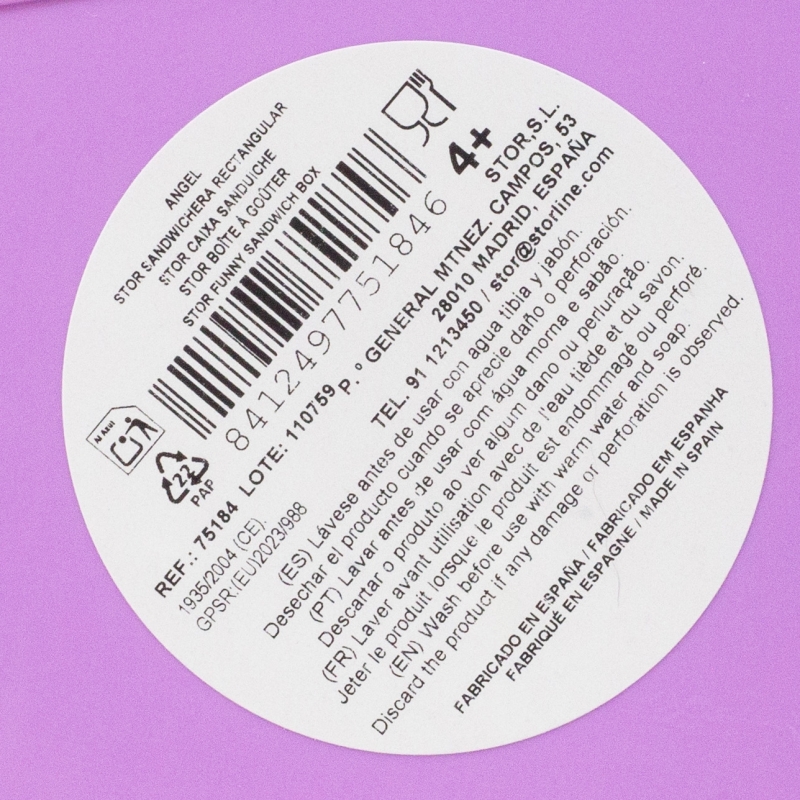 ANGEL
STOR SANDWICHERA RECTANGULAR
STOR CAIXA SANDUICHE
STOR BOÎTE À GOÛTER
STOR FUNNY SANDWICH BOX
8412497751846
4+
Al Azul
22
PAP
REF.: 75184 LOTE: 110759
1935/2004 (CE).
GPSR:(EU)2023/988
STOR,S.L.
P.º GENERAL MTNEZ. CAMPOS, 53
28010 MADRID, ESPAÑA
TEL. 91 1213450 / stor@storline.com
(ES) Lávese antes de usar con agua tibia y jabón.
Desechar el producto cuando se aprecie daño o perforación.
(PT) Lavar antes de usar com água morna e sabão.
Descartar o produto ao ver algum dano ou perluração.
(FR) Laver avant utilisation avec de l'eau tiède et du savon.
Jeter le produit lorsque le produit est endommagé ou perforé.
(EN) Wash before use with warm water and soap.
Discard the product if any damage or perforation is observed.
FABRICADO EN ESPAÑA / FABRICADO EM ESPANHA
FABRIQUÉ EN ESPAGNE / MADE IN SPAIN